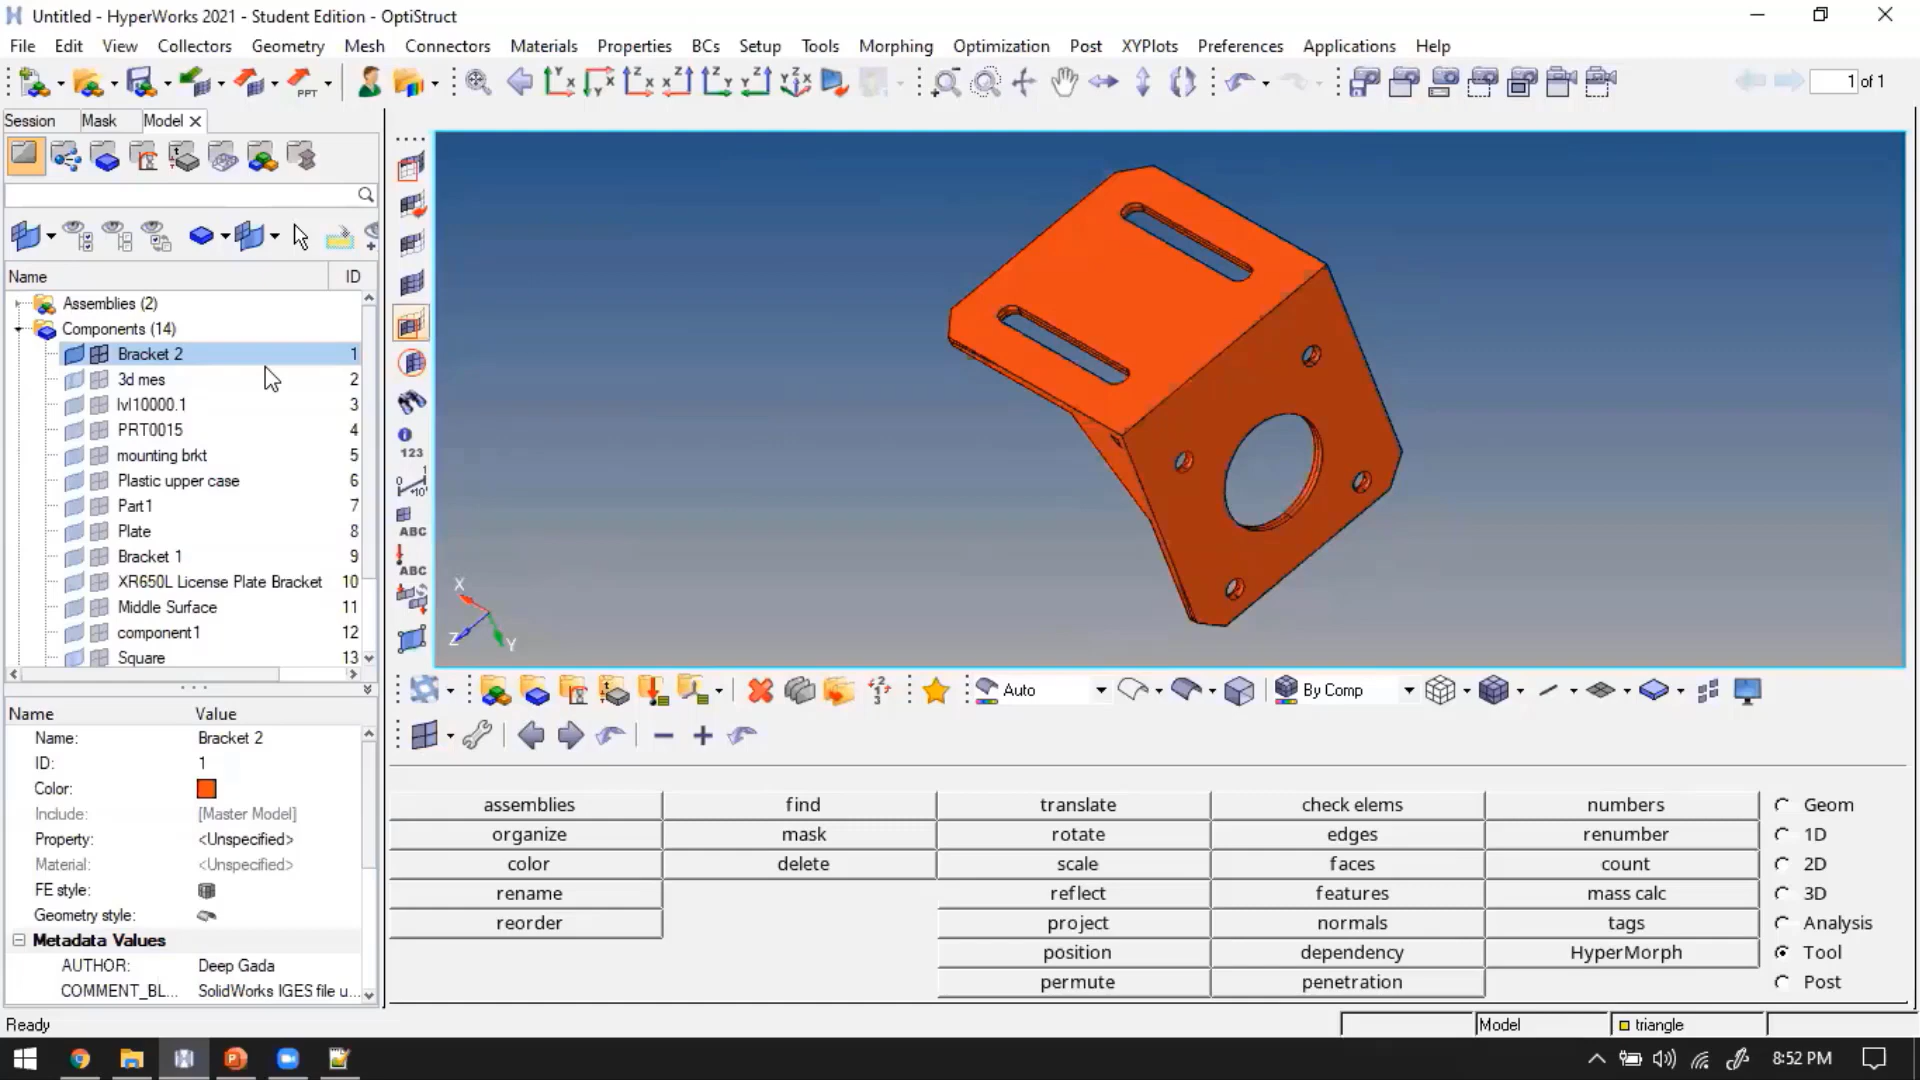 Untitled - HyperWorks 2021 - Student Edition - OptiStruct
File Edit View Collectors Geometry Mesh Connectors Materials Properties BCs Setup Tools Morphing Optimization Post XYPlots Preferences Applications Help
PPT
1 of 1
Session Mask Model
Name ID
Assemblies (2)
Components (14)
Bracket 2 1
3d mes 2
lvl10000.1 3
PRT0015 4
mounting brkt 5
Plastic upper case 6
Part1 7
Plate 8
Bracket 1 9
XR650L License Plate Bracket 10
Middle Surface 11
component1 12
Square 13
123
ABC
ABC
X
Z
Y
Auto
By Comp
Name Value
Name: Bracket 2
ID: 1
Color:
Include: [Master Model]
Property: <Unspecified>
Material: <Unspecified>
FE style:
Geometry style:
Metadata Values
AUTHOR: Deep Gada
COMMENT_BL... SolidWorks IGES file u...
assemblies find translate check elems numbers Geom
organize mask rotate edges renumber 1D
color delete scale faces count 2D
rename reflect features mass calc 3D
reorder project normals tags Analysis
position dependency HyperMorph Tool
permute penetration Post
Ready
Model
triangle
8:52 PM